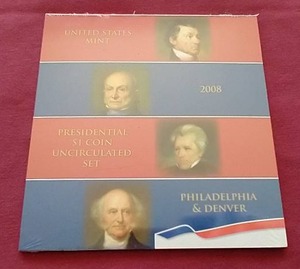 UNITED STATES
MINT
2008
PRESIDENTIAL
$1 COIN
UNCIRCULATED
SET
PHILADELPHIA
& DENVER